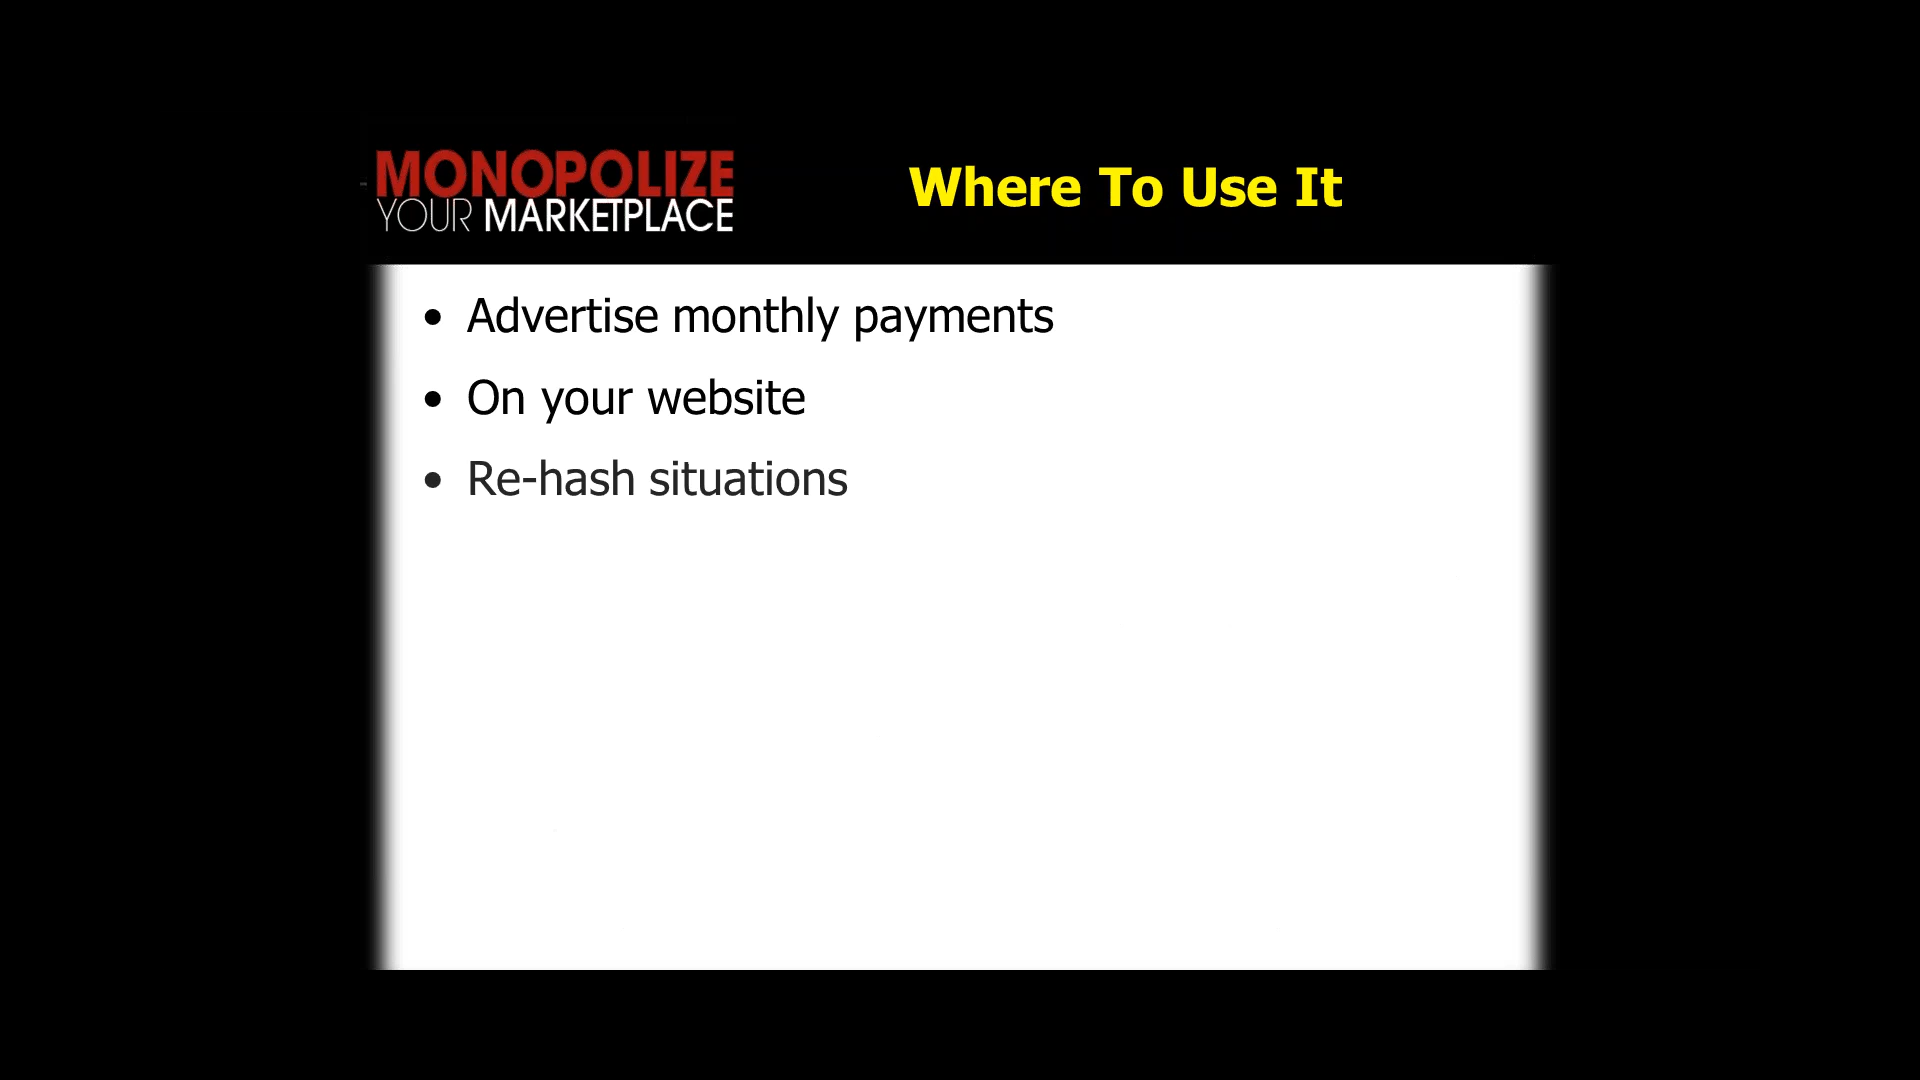 MONOPOLIZE
YOUR MARKETPLACE
Where To Use It
• Advertise monthly payments
• On your website
• Re-hash situations